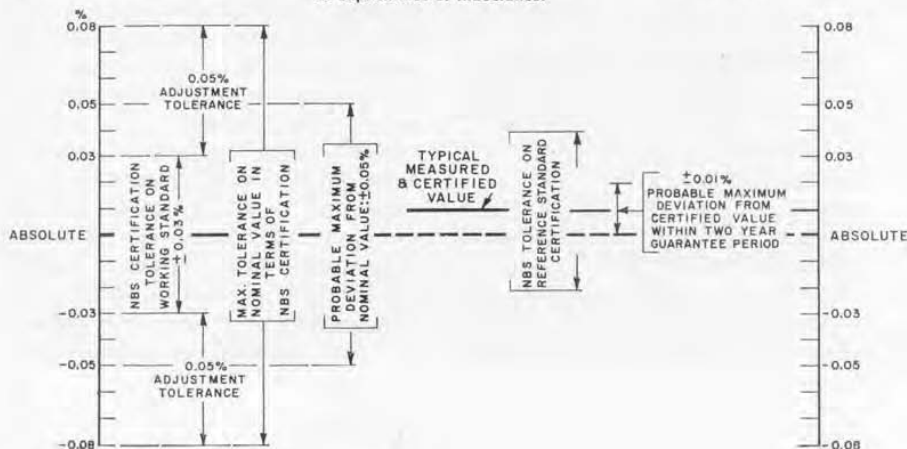 %
0.08
0.05
0.03
ABSOLUTE
-0.03
-0.05
-0.08
0.05%
ADJUSTMENT
TOLERANCE
NBS CERTIFICATION
TOLERANCE ON
WORKING STANDARD
±0.03%
0.05%
ADJUSTMENT
TOLERANCE
MAX. TOLERANCE ON
NOMINAL VALUE IN
TERMS OF
NBS CERTIFICATION
PROBABLE MAXIMUM
DEVIATION FROM
NOMINAL VALUE:±0.05%
TYPICAL
MEASURED
& CERTIFIED
VALUE
NBS TOLERANCE ON
REFERENCE STANDARD
CERTIFICATION
±0.01%
PROBABLE MAXIMUM
DEVIATION FROM
CERTIFIED VALUE
WITHIN TWO YEAR
GUARANTEE PERIOD
0.08
0.05
0.03
ABSOLUTE
-0.03
-0.05
-0.08